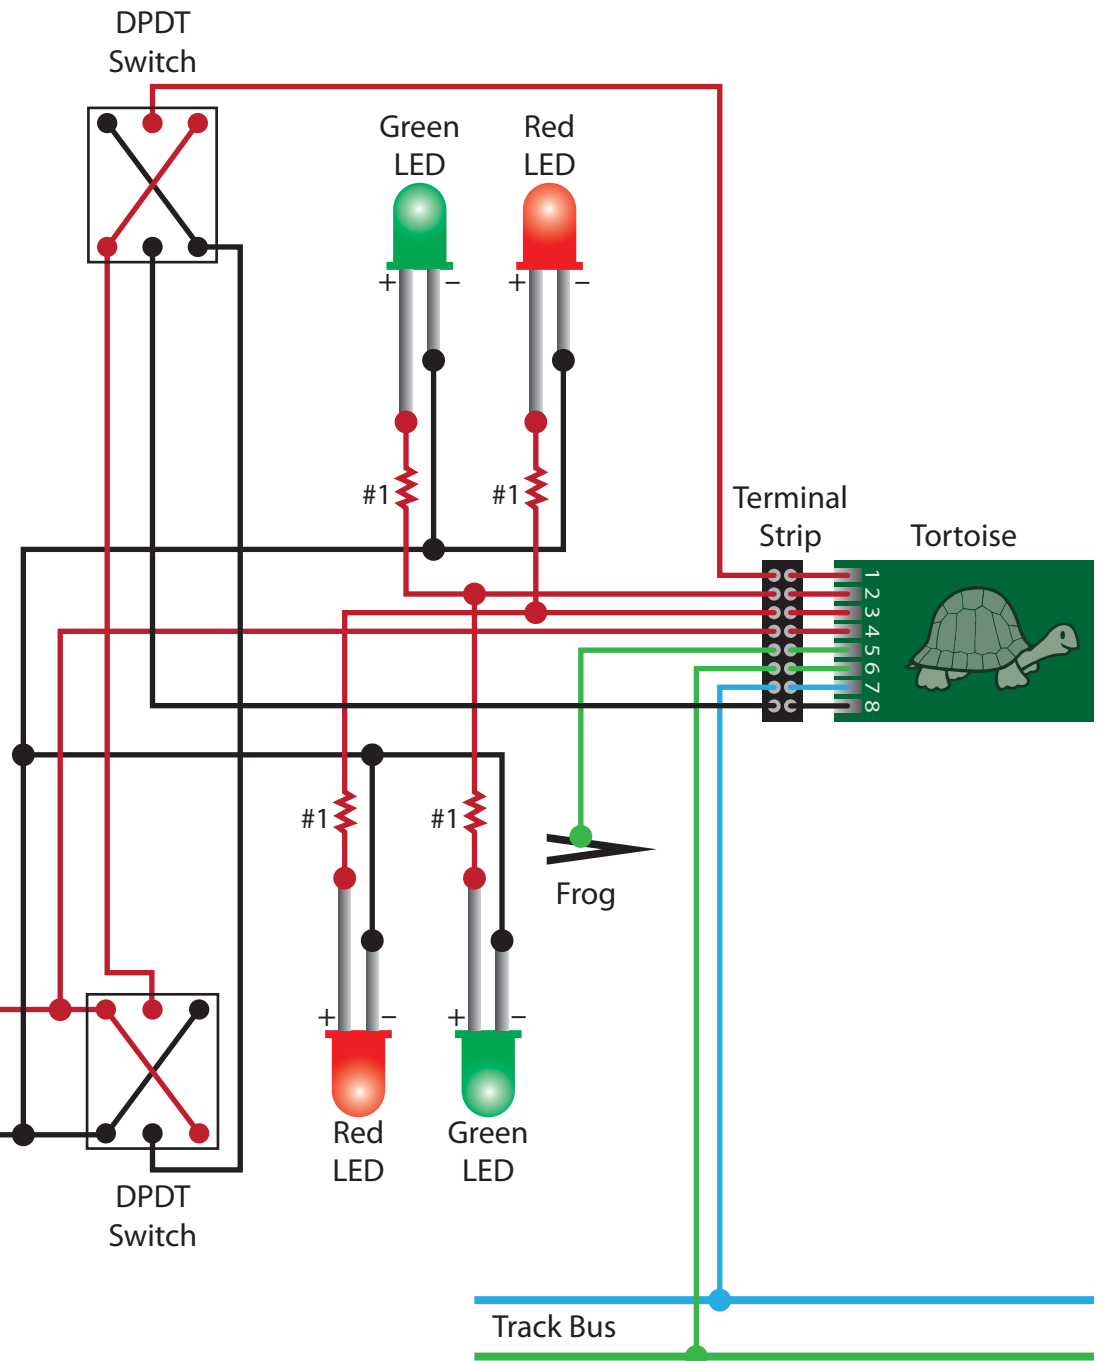 DPDT
Switch
Green
LED
Red
LED
+
–
+
–
#1
#1
Terminal
Strip
Tortoise
1
2
3
4
5
6
7
8
#1
#1
Frog
+
–
+
–
Red
LED
Green
LED
DPDT
Switch
Track Bus